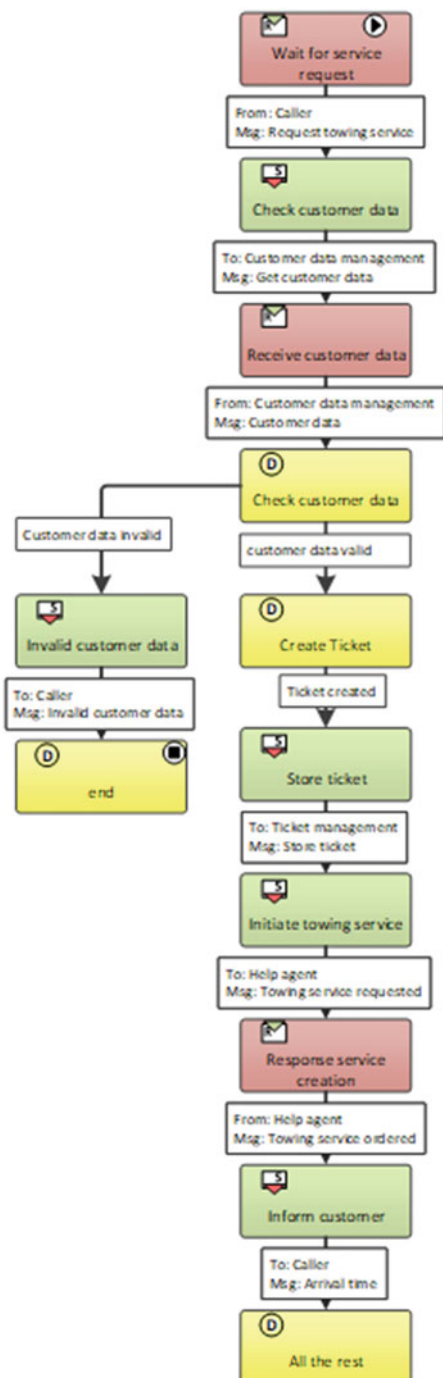 R
Wait for service
request
From: Caller
Msg: Request towing service
S
Check customer data
To: Customer data management
Msg: Get customer data
R
Receive customer data
From: Customer data management
Msg: Customer data
D
Check customer data
Customer data invalid
customer data valid
S
Invalid customer data
D
Create Ticket
To: Caller
Msg: Invalid customer data
Ticket created
D
end
S
Store ticket
To: Ticket management
Msg: Store ticket
S
Initiate towing service
To: Help agent
Msg: Towing service requested
R
Response service
creation
From: Help agent
Msg: Towing service ordered
S
Inform customer
To: Caller
Msg: Arrival time
D
All the rest